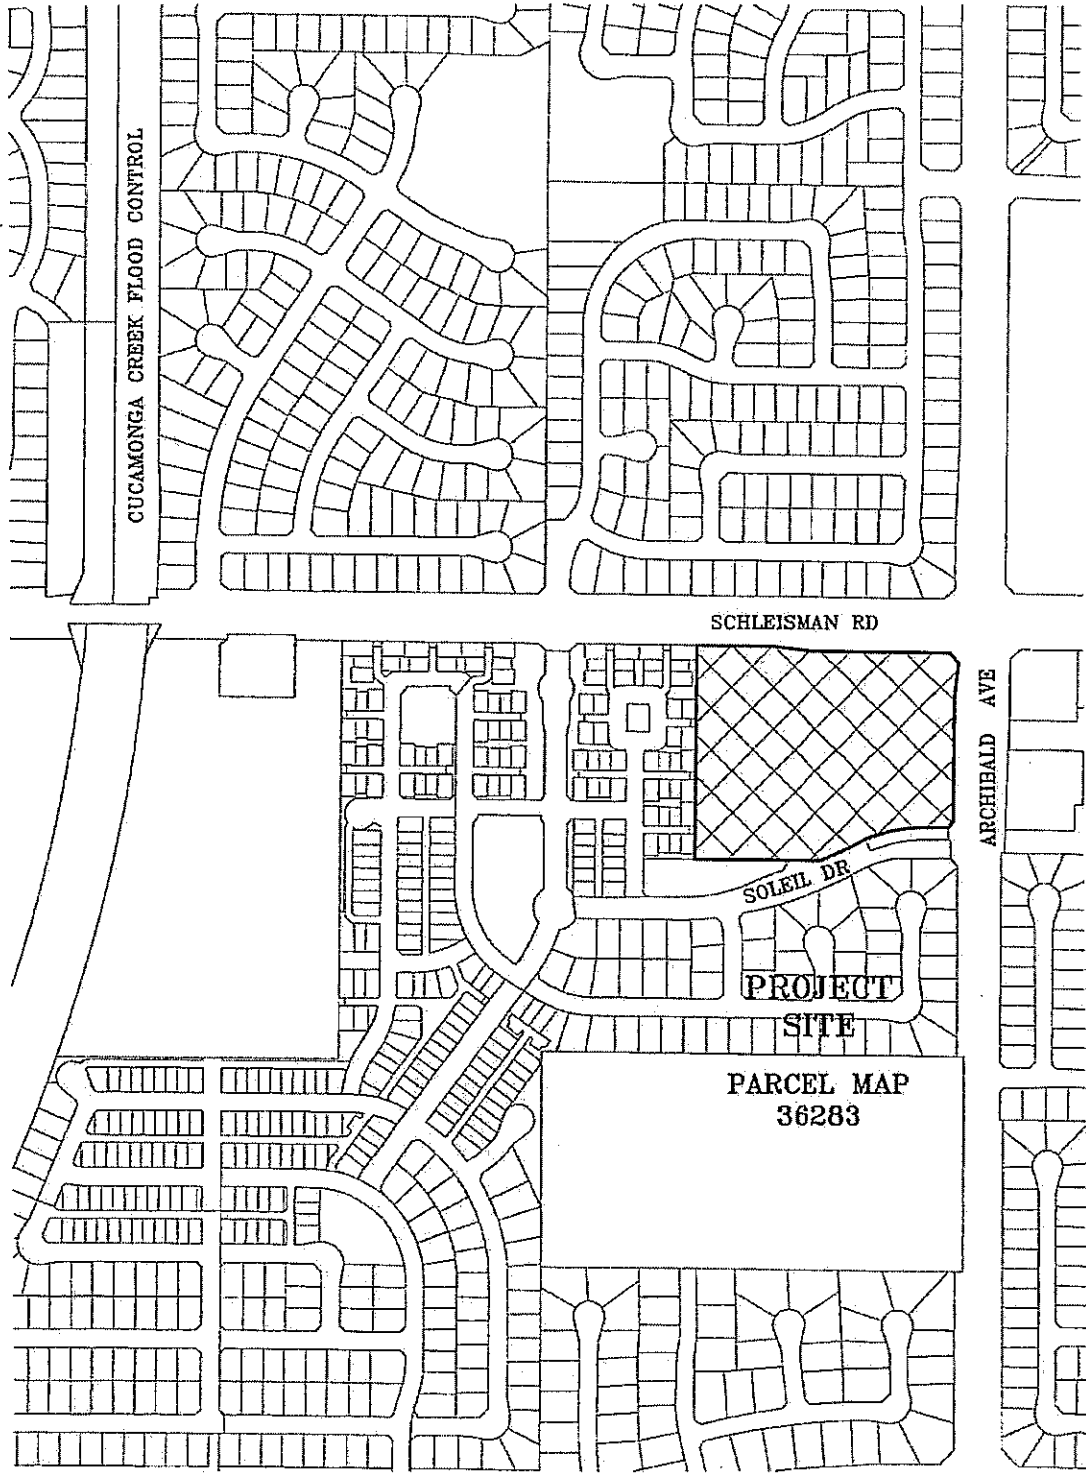 CUCAMONGA CREEK FLOOD CONTROL
SCHLEISMAN RD
ARCHIBALD AVE
SOLEIL DR
PROJECT
SITE
PARCEL MAP
36283